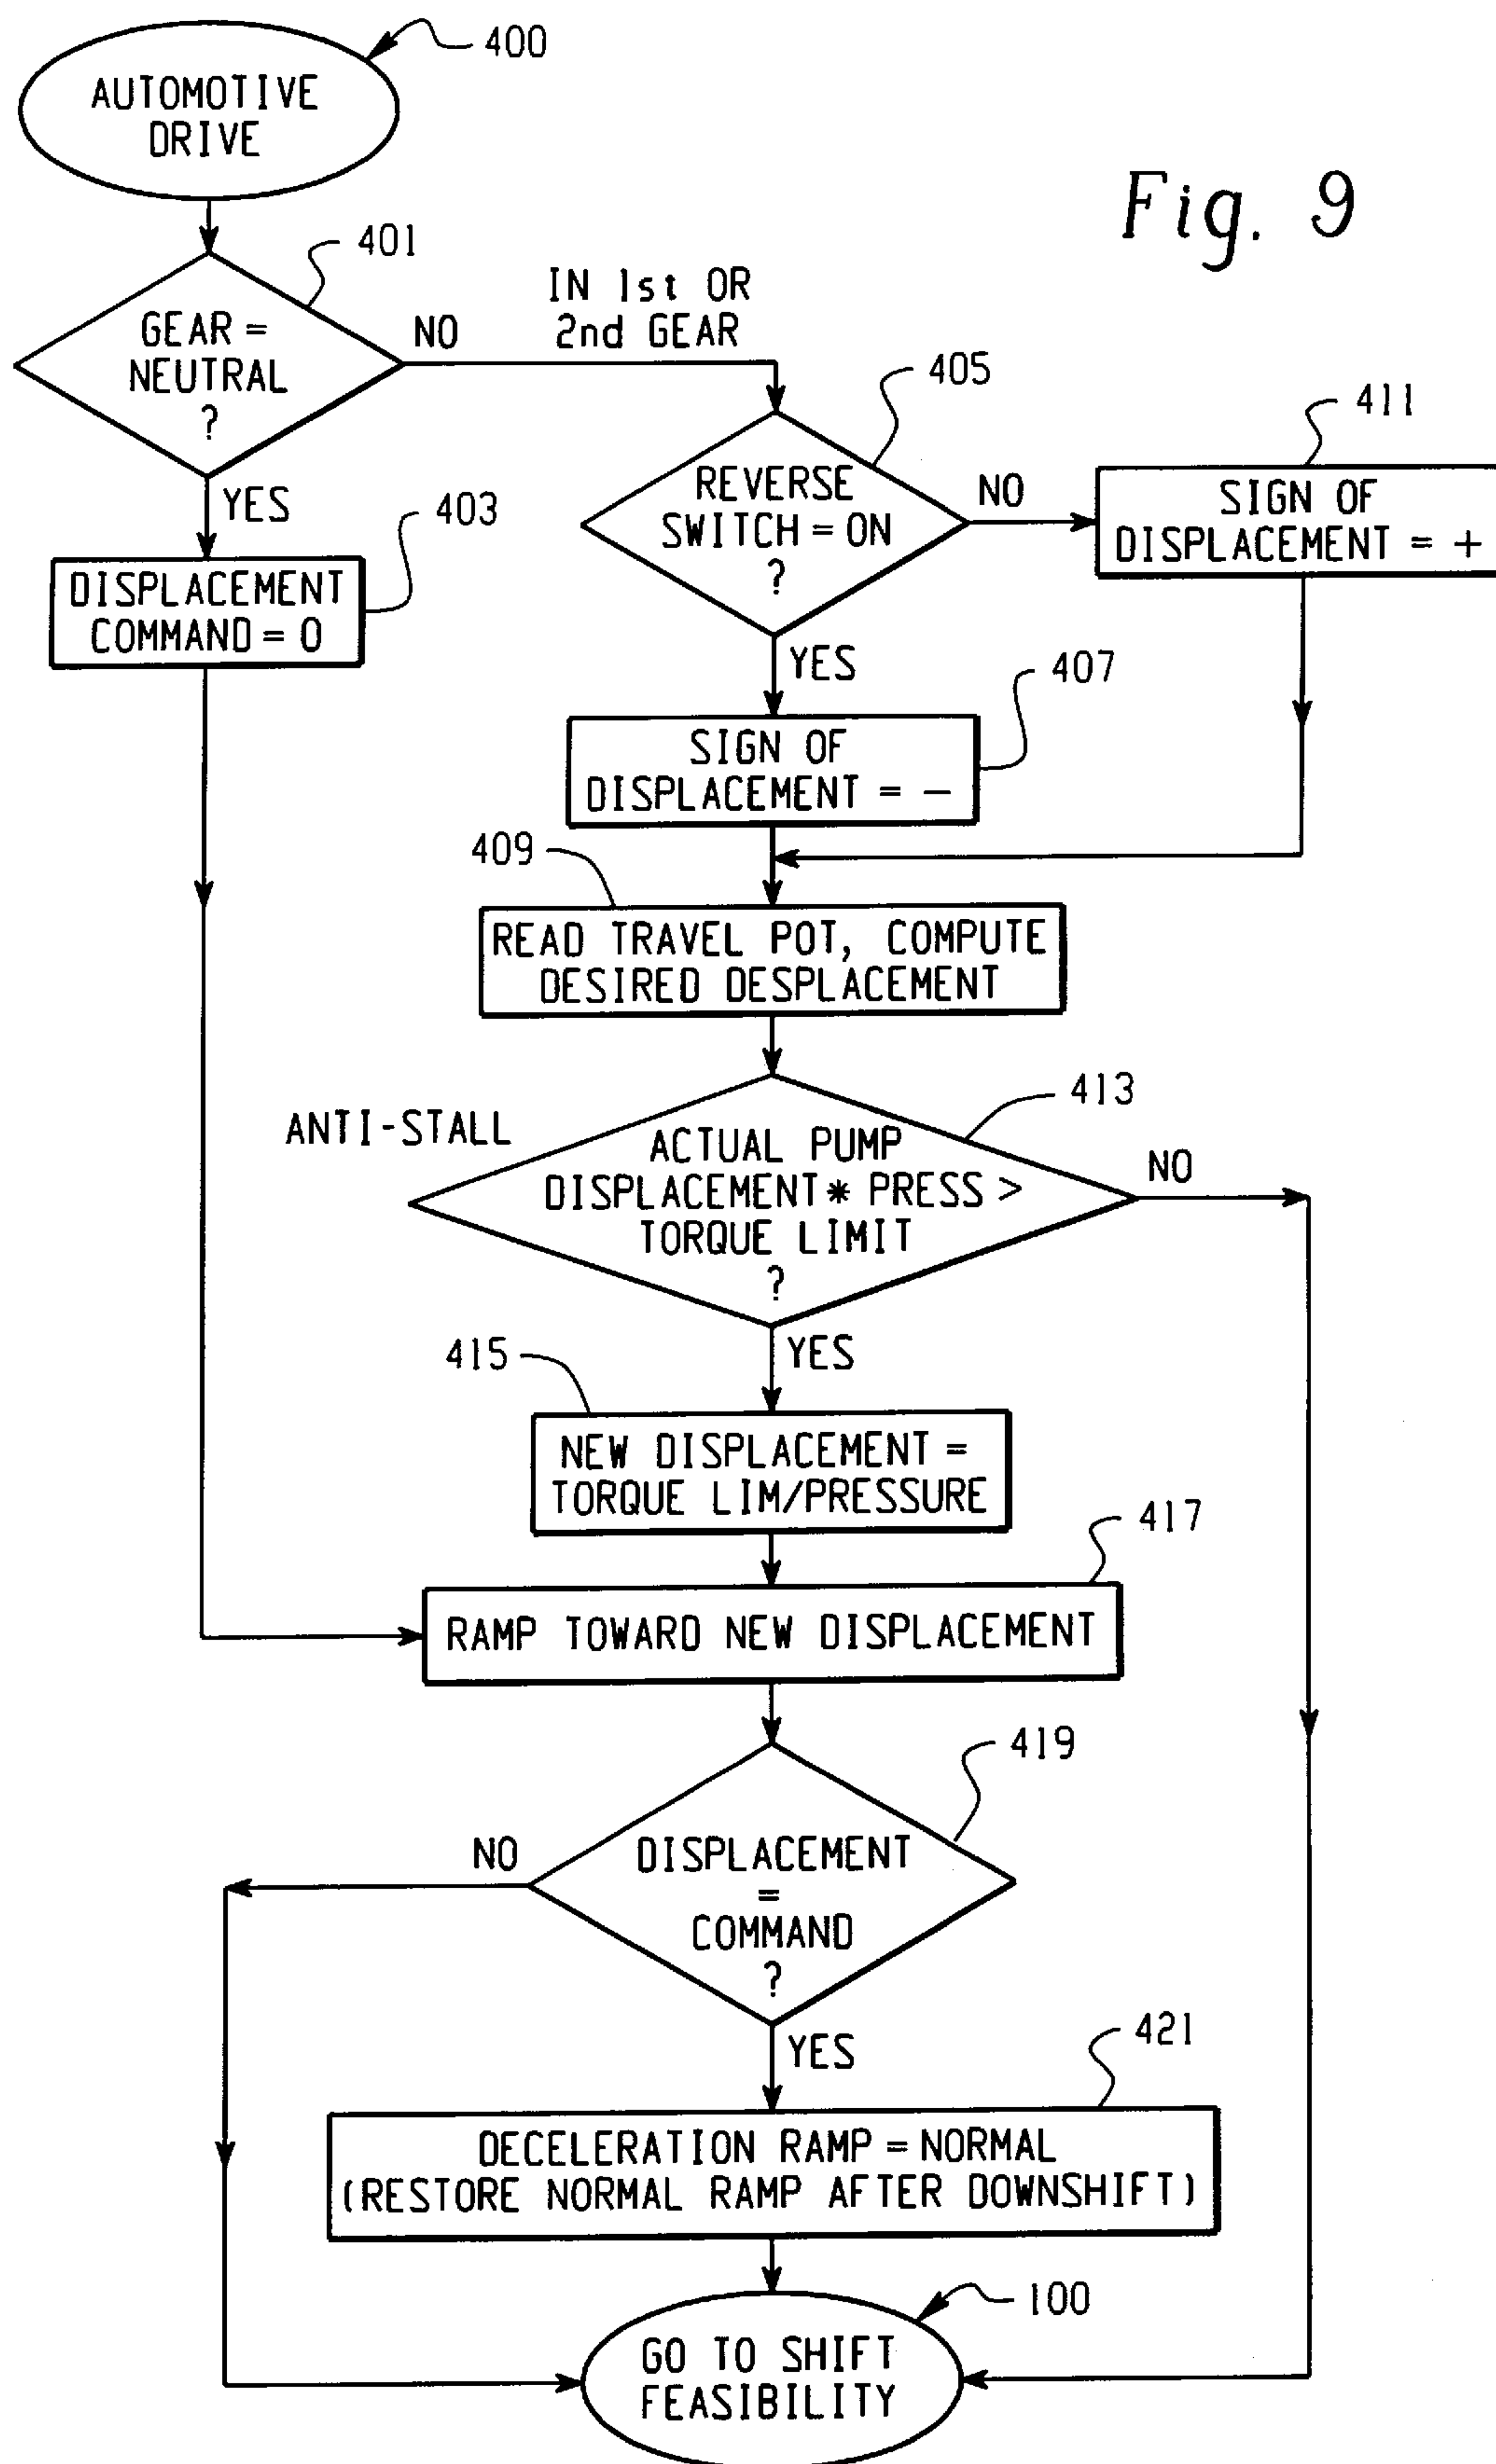 400
AUTOMOTIVE
DRIVE
Fig. 9
401
GEAR =
NEUTRAL
?
NO
IN 1st OR
2nd GEAR
YES
403
DISPLACEMENT
COMMAND = 0
405
REVERSE
SWITCH = ON
?
NO
411
SIGN OF
DISPLACEMENT = +
YES
407
SIGN OF
DISPLACEMENT = -
409
READ TRAVEL POT, COMPUTE
DESIRED DESPLACEMENT
ANTI-STALL
413
ACTUAL PUMP
DISPLACEMENT * PRESS >
TORQUE LIMIT
?
NO
YES
415
NEW DISPLACEMENT =
TORQUE LIM/PRESSURE
417
RAMP TOWARD NEW DISPLACEMENT
419
DISPLACEMENT
=
COMMAND
?
NO
YES
421
DECELERATION RAMP = NORMAL
(RESTORE NORMAL RAMP AFTER DOWNSHIFT)
100
GO TO SHIFT
FEASIBILITY